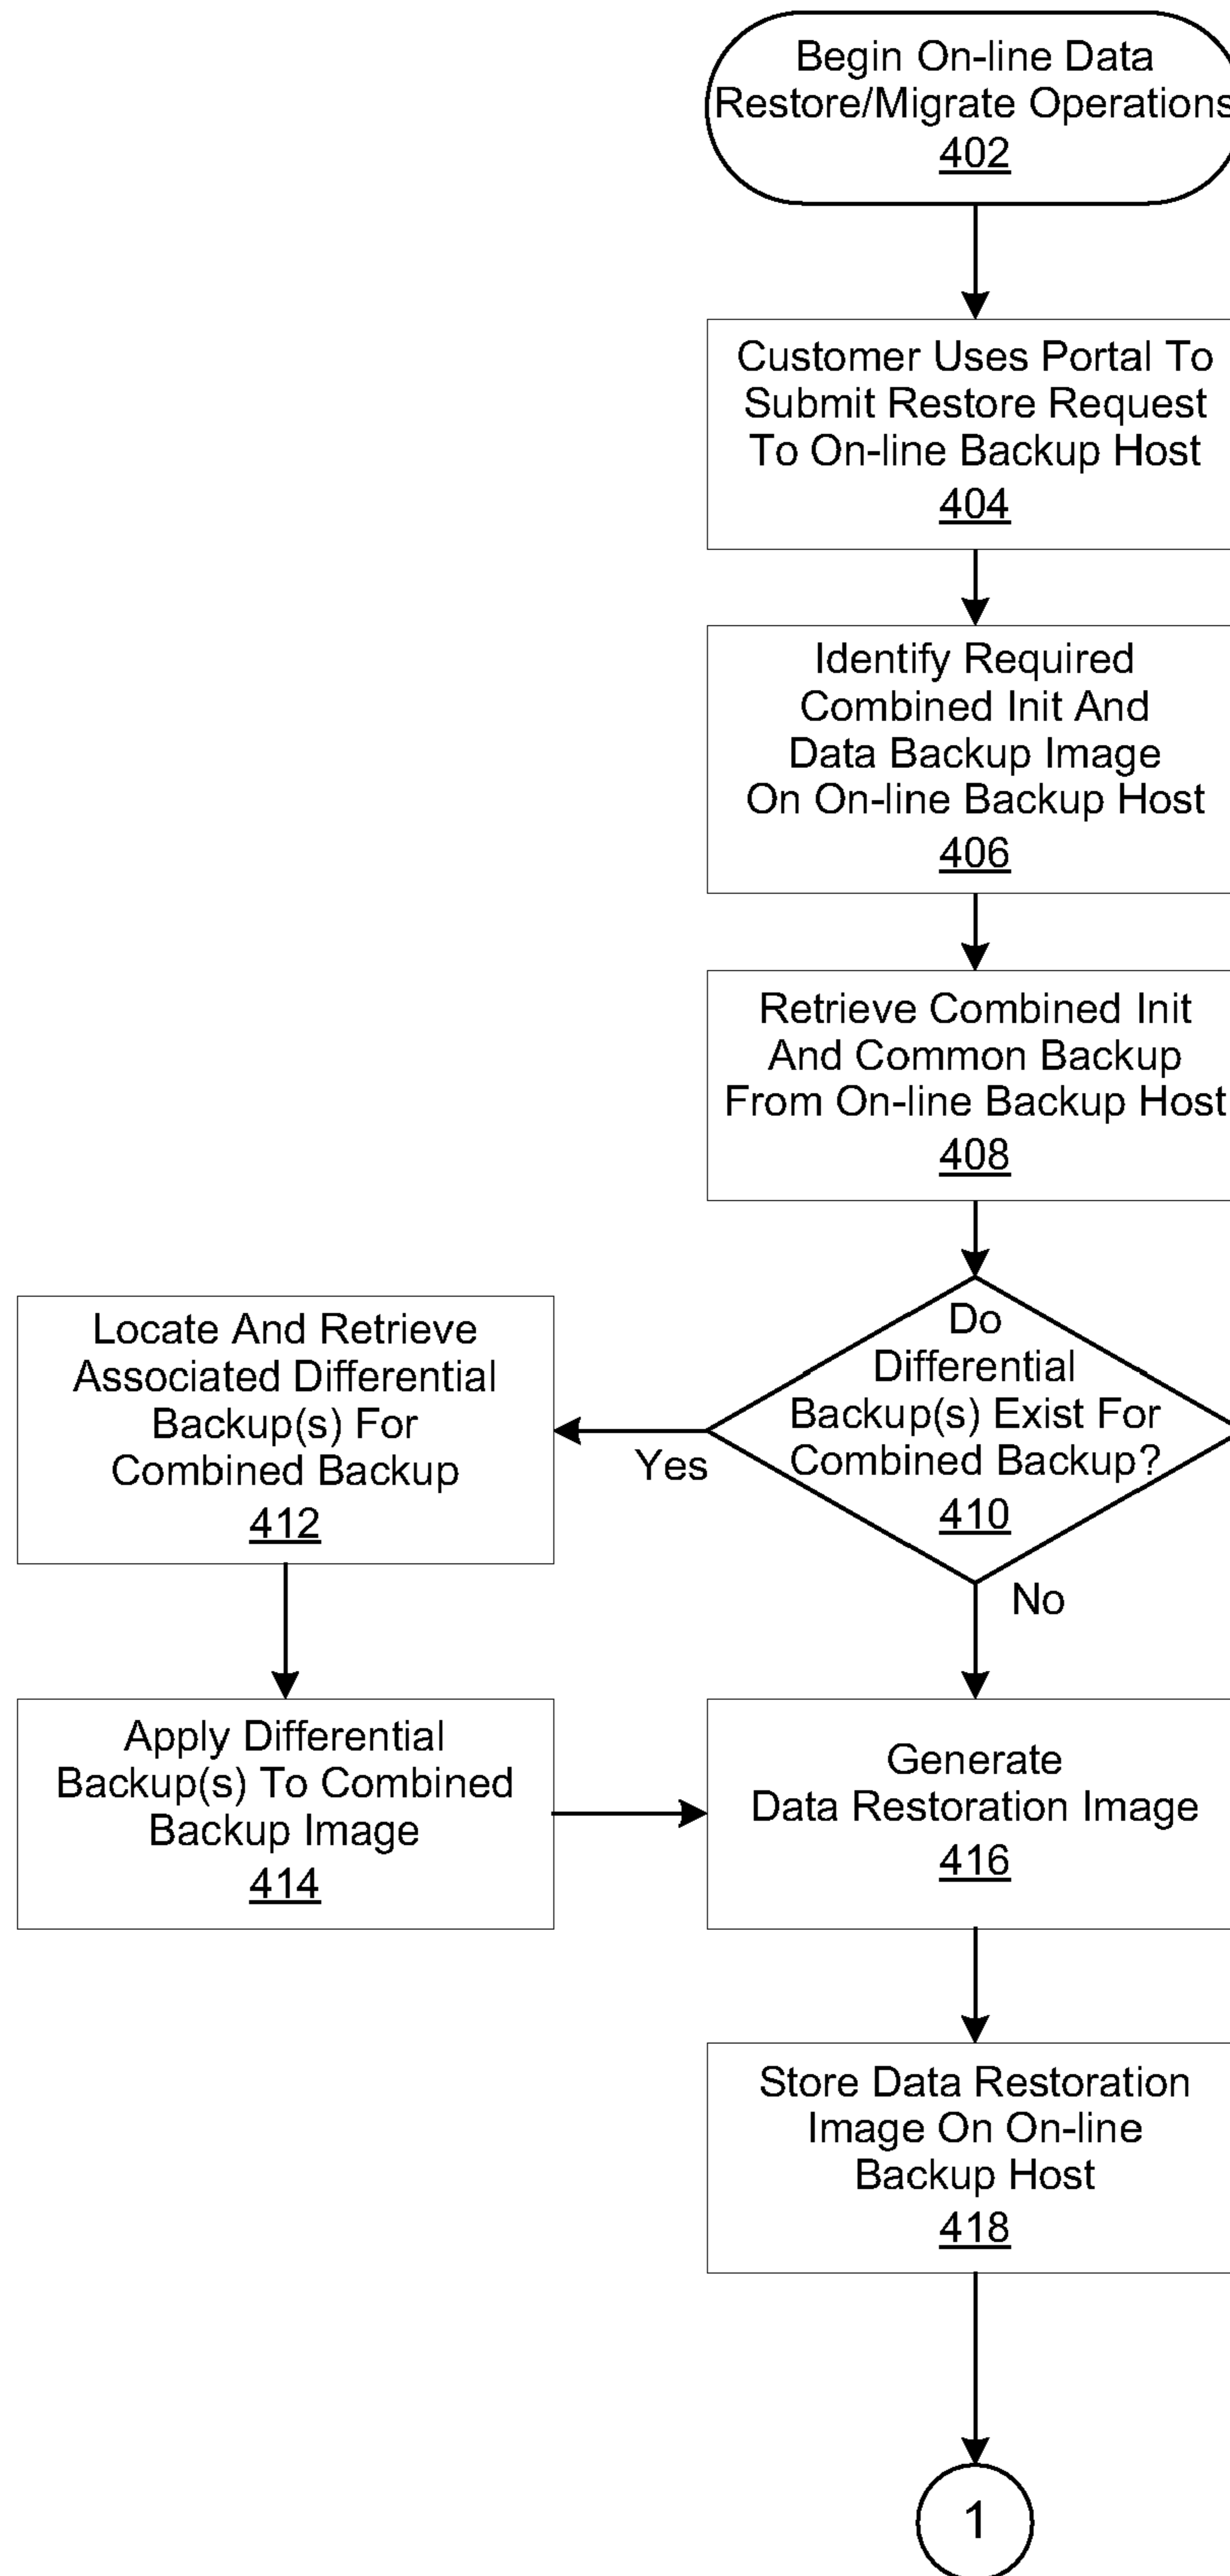 Begin On-line Data
Restore/Migrate Operations
402
Customer Uses Portal To
Submit Restore Request
To On-line Backup Host
404
Identify Required
Combined Init And
Data Backup Image
On On-line Backup Host
406
Retrieve Combined Init
And Common Backup
From On-line Backup Host
408
Do
Differential
Backup(s) Exist For
Combined Backup?
410
Yes
No
Locate And Retrieve
Associated Differential
Backup(s) For
Combined Backup
412
Apply Differential
Backup(s) To Combined
Backup Image
414
Generate
Data Restoration Image
416
Store Data Restoration
Image On On-line
Backup Host
418
1